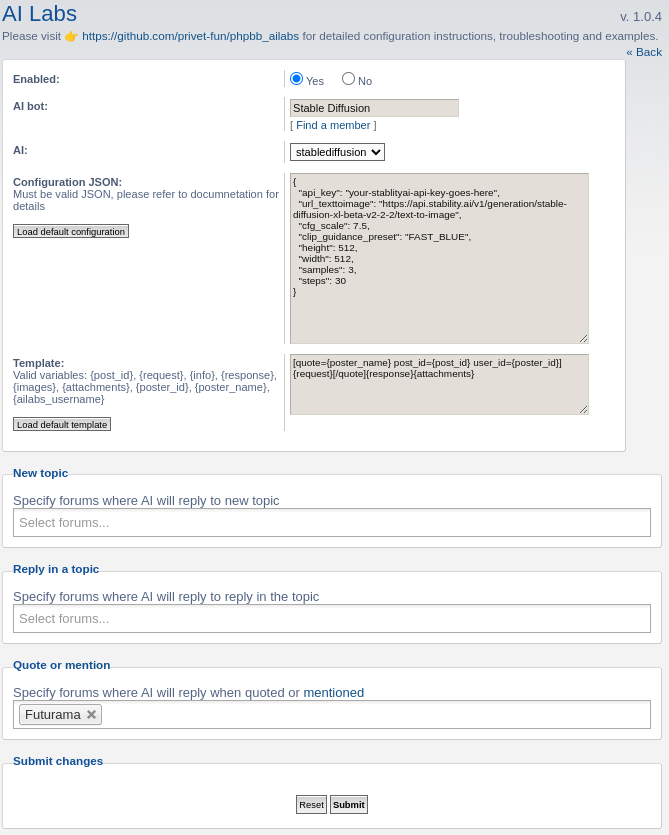 AI Labs
v. 1.0.4
Please visit 👉 https://github.com/privet-fun/phpbb_ailabs for detailed configuration instructions, troubleshooting and examples.
« Back
Enabled:
Yes No
AI bot:
Stable Diffusion
[ Find a member ]
AI:
stablediffusion
Configuration JSON:
Must be valid JSON, please refer to documnetation for
details
Load default configuration
{
"api_key": "your-stablityai-api-key-goes-here",
"url_texttoimage": "https://api.stability.ai/v1/generation/stable-
diffusion-xl-beta-v2-2-2/text-to-image",
"cfg_scale": 7.5,
"clip_guidance_preset": "FAST_BLUE",
"height": 512,
"width": 512,
"samples": 3,
"steps": 30
}
Template:
Valid variables: {post_id}, {request}, {info}, {response},
{images}, {attachments}, {poster_id}, {poster_name},
{ailabs_username}
Load default template
[quote={poster_name} post_id={post_id} user_id={poster_id}]
{request}[/quote]{response}{attachments}
New topic
Specify forums where AI will reply to new topic
Select forums...
Reply in a topic
Specify forums where AI will reply to reply in the topic
Select forums...
Quote or mention
Specify forums where AI will reply when quoted or mentioned
Futurama
Submit changes
Reset Submit